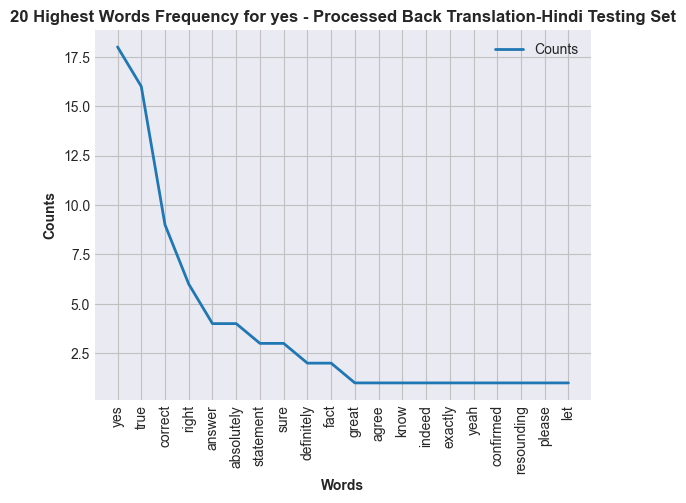 20 Highest Words Frequency for yes - Processed Back Translation-Hindi Testing Set
Counts
17.5
15.0
12.5
10.0
7.5
5.0
2.5
Counts
yes
true
correct
right
answer
absolutely
statement
sure
definitely
fact
great
agree
know
indeed
exactly
yeah
confirmed
resounding
please
let
Words